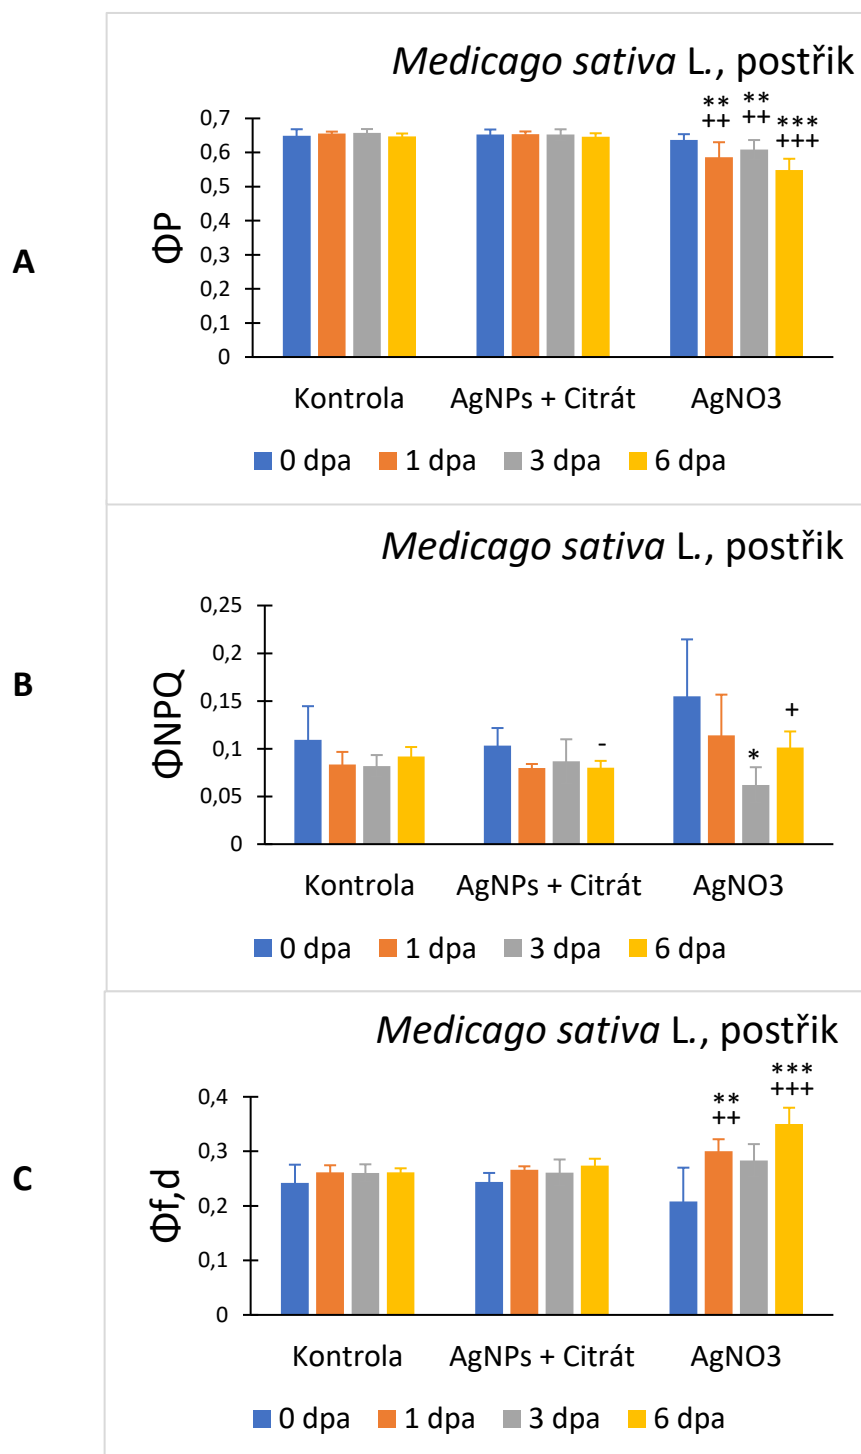 Medicago sativa L., postřik
** ** ***
++ ++ +++
0,7
0,6
0,5
0,4
0,3
0,2
0,1
0
ΦP
A
Kontrola AgNPs + Citrát AgNO3
0 dpa 1 dpa 3 dpa 6 dpa
Medicago sativa L., postřik
0,25
0,2
0,15
0,1
0,05
0
ΦNPQ
B
- * +
Kontrola AgNPs + Citrát AgNO3
0 dpa 1 dpa 3 dpa 6 dpa
Medicago sativa L., postřik
** ***
++ +++
0,4
0,3
0,2
0,1
0
Φf,d
C
Kontrola AgNPs + Citrát AgNO3
0 dpa 1 dpa 3 dpa 6 dpa